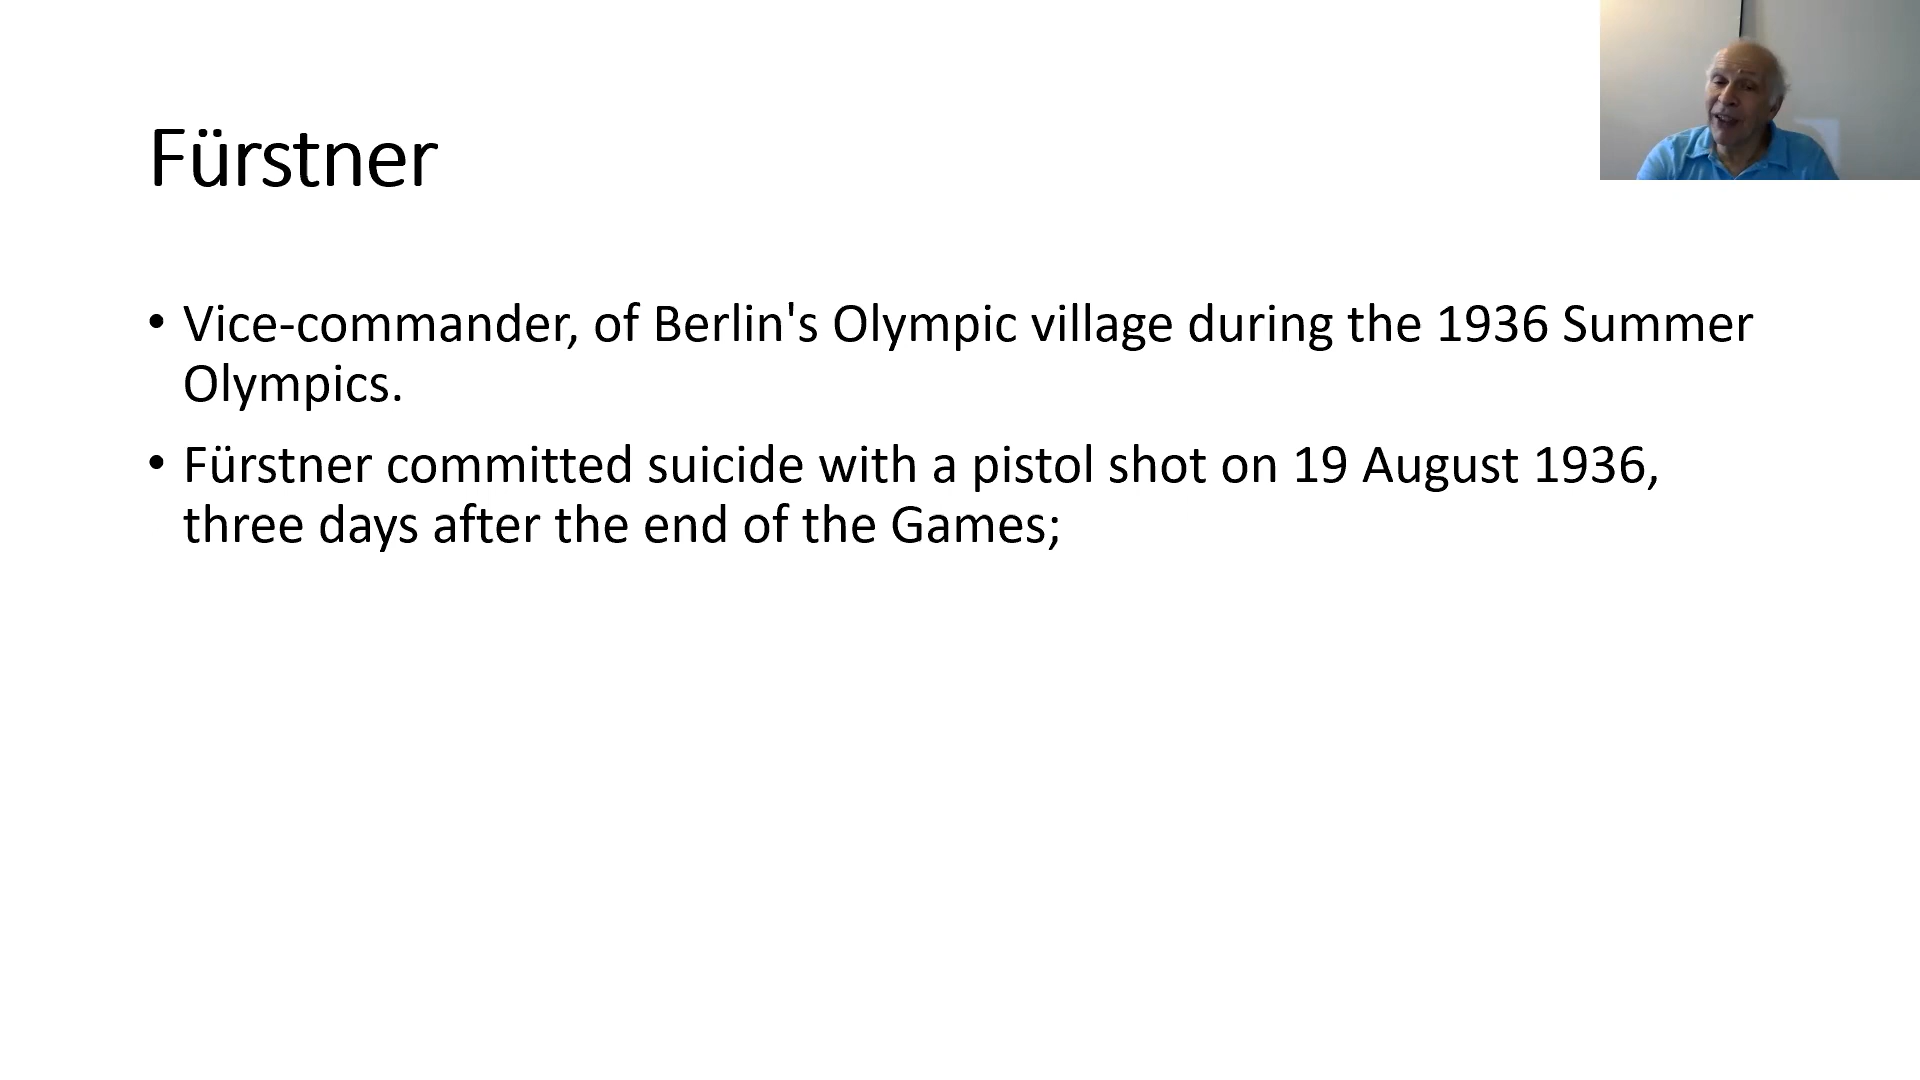 Fürstner
• Vice-commander, of Berlin's Olympic village during the 1936 Summer
Olympics.
• Fürstner committed suicide with a pistol shot on 19 August 1936,
three days after the end of the Games;